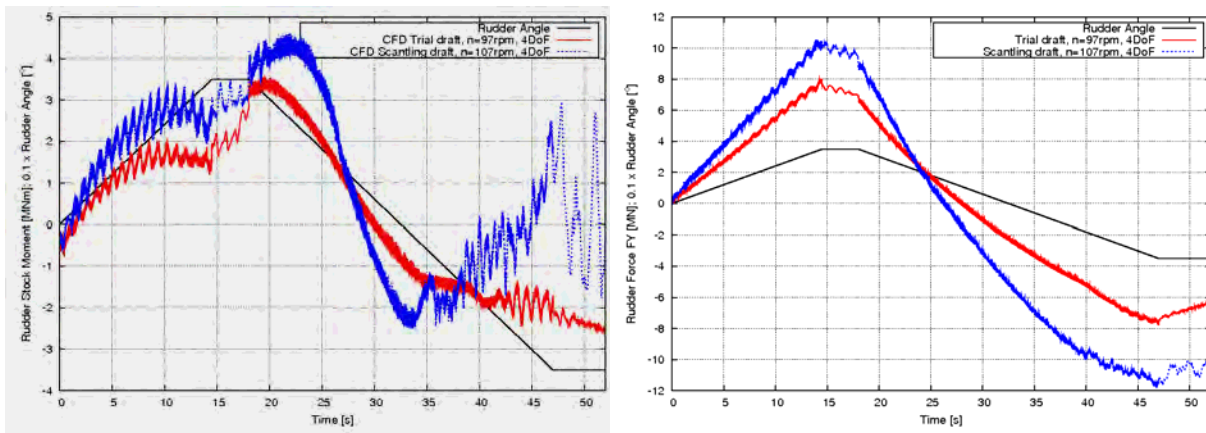 Rudder Angle
CFD Trial draft, n=97rpm, 4DoF
CFD Scantling draft, n=107rpm, 4DoF
Rudder Stock Moment [MNm]; 0.1 x Rudder Angle [°]
5
4
3
2
1
0
-1
-2
-3
-4
0 5 10 15 20 25 30 35 40 45 50
Time [s]
Rudder Angle
Trial draft, n=97rpm, 4DoF
Scantling draft, n=107rpm, 4DoF
Rudder Force FY [MN]; 0.1 x Rudder Angle [°]
12
10
8
6
4
2
0
-2
-4
-6
-8
-10
-12
0 5 10 15 20 25 30 35 40 45 50
Time [s]